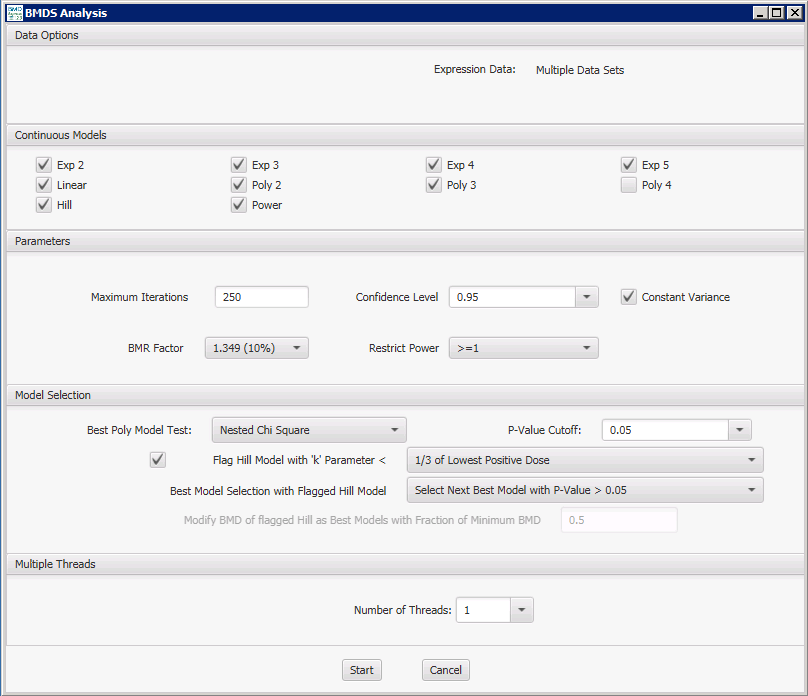 BMDS Analysis
Data Options
Expression Data: Multiple Data Sets
Continuous Models
Exp 2 Exp 3 Exp 4 Exp 5
Linear Poly 2 Poly 3 Poly 4
Hill Power
Parameters
Maximum Iterations 250 Confidence Level 0.95 Constant Variance
BMR Factor 1.349 (10%) Restrict Power >=1
Model Selection
Best Poly Model Test: Nested Chi Square P-Value Cutoff: 0.05
Flag Hill Model with 'k' Parameter < 1/3 of Lowest Positive Dose
Best Model Selection with Flagged Hill Model Select Next Best Model with P-Value > 0.05
Modify BMD of flagged Hill as Best Models with Fraction of Minimum BMD 0.5
Multiple Threads
Number of Threads: 1
Start Cancel